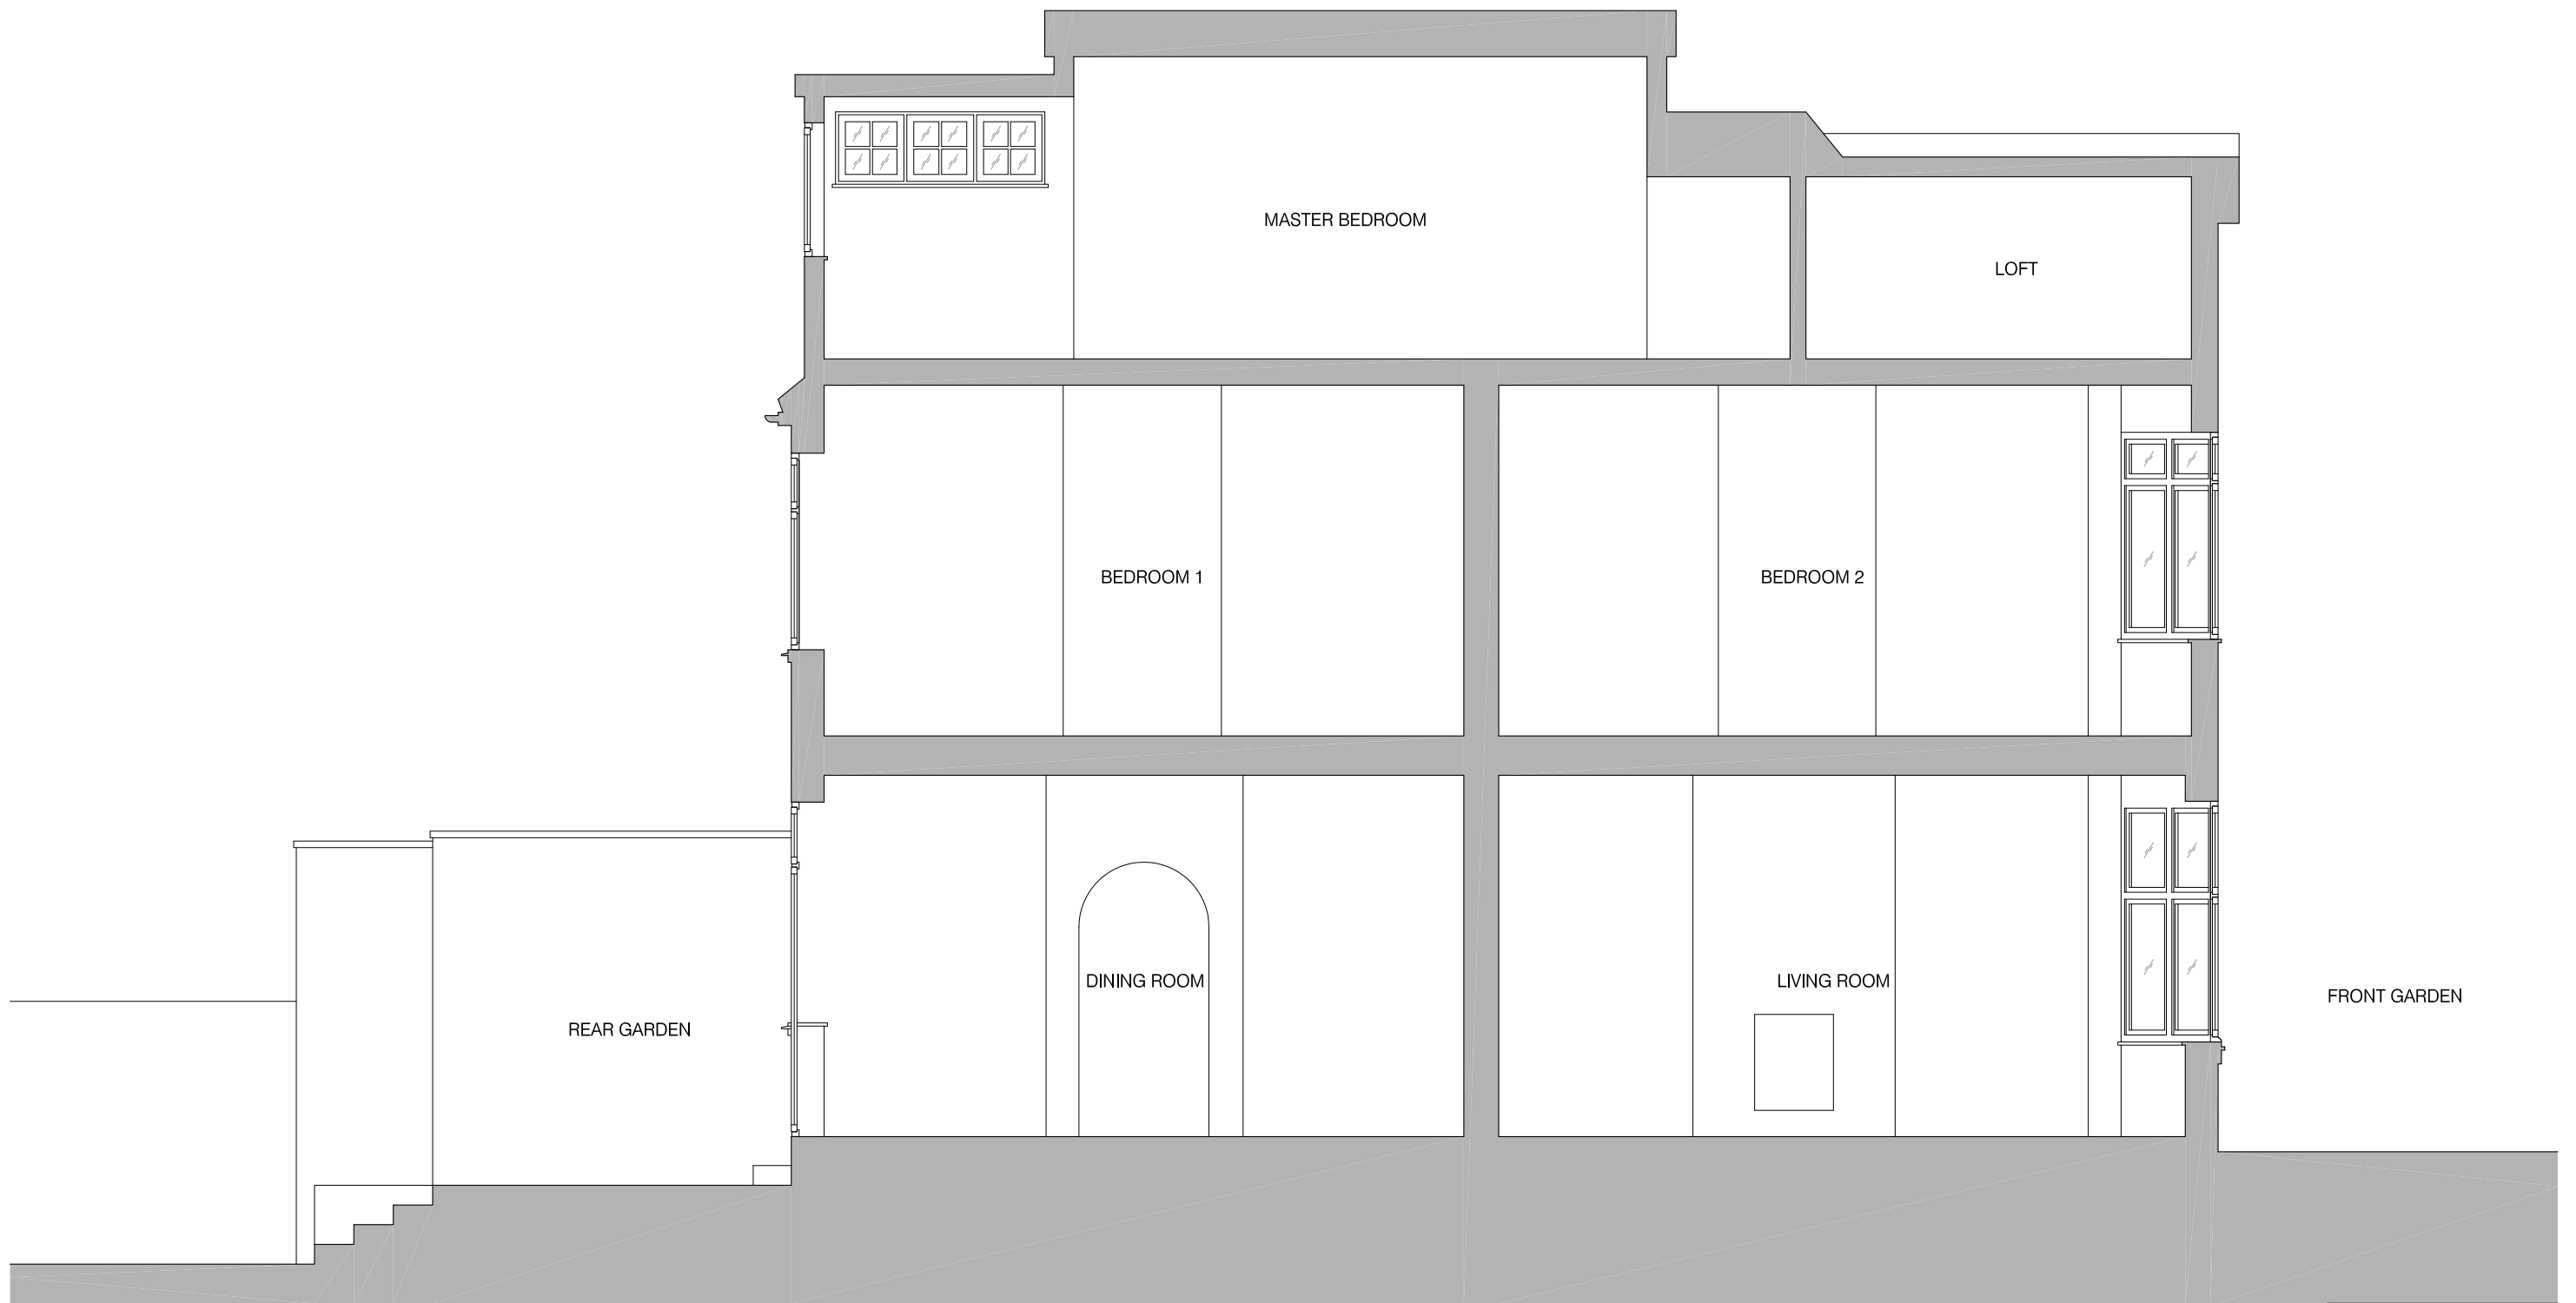 MASTER BEDROOM
LOFT
BEDROOM 1
BEDROOM 2
DINING ROOM
LIVING ROOM
FRONT GARDEN
REAR GARDEN